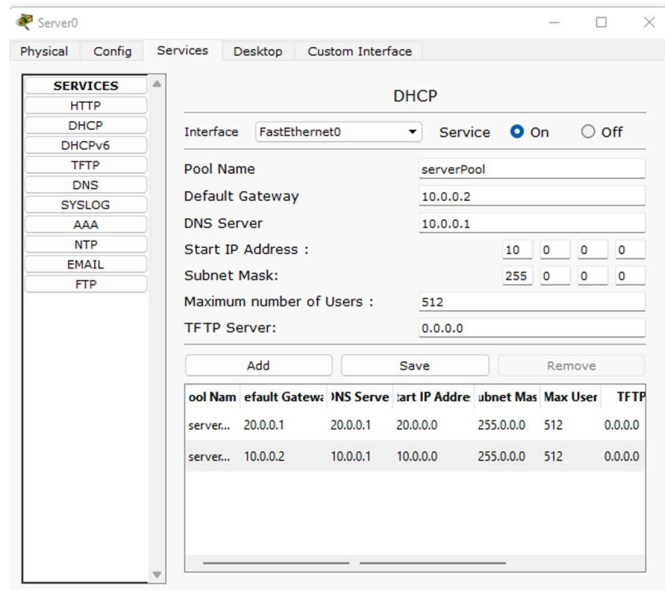 Server0
Physical Config Services Desktop Custom Interface
SERVICES
HTTP
DHCP
DHCPv6
TFTP
DNS
SYSLOG
AAA
NTP
EMAIL
FTP
DHCP
Interface FastEthernet0 Service On Off
Pool Name serverPool
Default Gateway 10.0.0.2
DNS Server 10.0.0.1
Start IP Address : 10 0 0 0
Subnet Mask: 255 0 0 0
Maximum number of Users : 512
TFTP Server: 0.0.0.0
Add Save Remove
ool Nam efault Gatewa NS Serve tart IP Addre ubnet Mas Max User TFTP
server... 20.0.0.1 20.0.0.1 20.0.0.0 255.0.0.0 512 0.0.0.0
server... 10.0.0.2 10.0.0.1 10.0.0.0 255.0.0.0 512 0.0.0.0